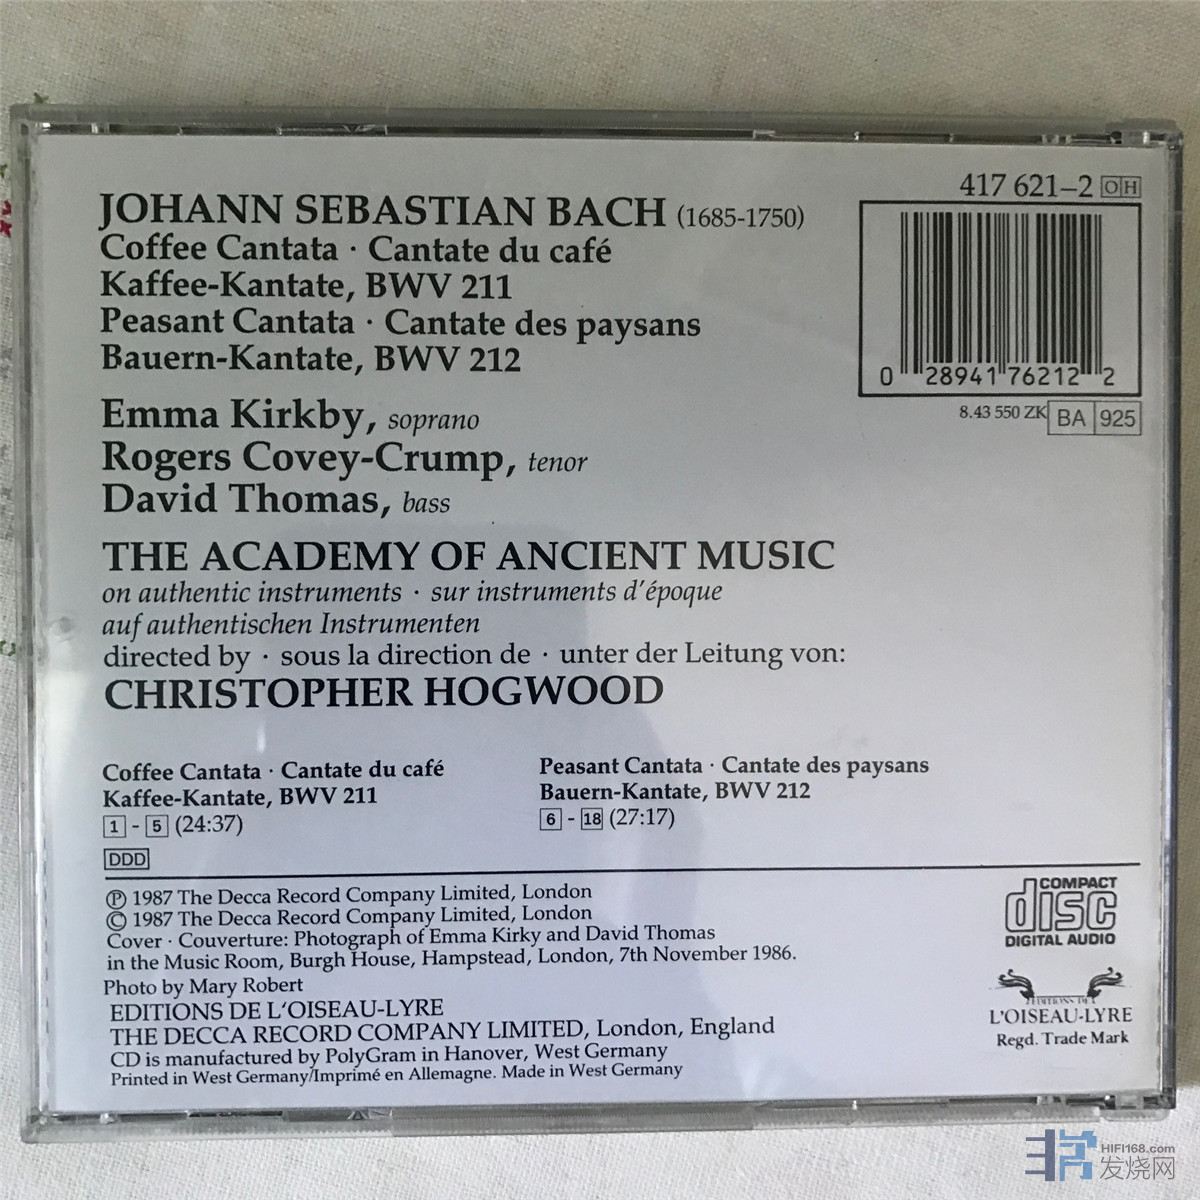 417 621–2 OH
JOHANN SEBASTIAN BACH (1685-1750)
Coffee Cantata · Cantate du café
Kaffee-Kantate, BWV 211
Peasant Cantata · Cantate des paysans
Bauern-Kantate, BWV 212
0 28941 76212 2
8.43 550 ZK BA 925
Emma Kirkby, soprano
Rogers Covey-Crump, tenor
David Thomas, bass
THE ACADEMY OF ANCIENT MUSIC
on authentic instruments · sur instruments d'époque
auf authentischen Instrumenten
directed by · sous la direction de · unter der Leitung von:
CHRISTOPHER HOGWOOD
Coffee Cantata · Cantate du café
Kaffee-Kantate, BWV 211
1 - 5 (24:37)
Peasant Cantata · Cantate des paysans
Bauern-Kantate, BWV 212
6 - 18 (27:17)
DDD
Ⓟ 1987 The Decca Record Company Limited, London
© 1987 The Decca Record Company Limited, London
Cover · Couverture: Photograph of Emma Kirky and David Thomas
in the Music Room, Burgh House, Hampstead, London, 7th November 1986.
Photo by Mary Robert
EDITIONS DE L'OISEAU-LYRE
THE DECCA RECORD COMPANY LIMITED, London, England
CD is manufactured by PolyGram in Hanover, West Germany
Printed in West Germany/Imprimé en Allemagne. Made in West Germany
COMPACT
disc
DIGITAL AUDIO
EDITIONS DE
L'OISEAU-LYRE
Regd. Trade Mark
HIFI168.com
发烧网